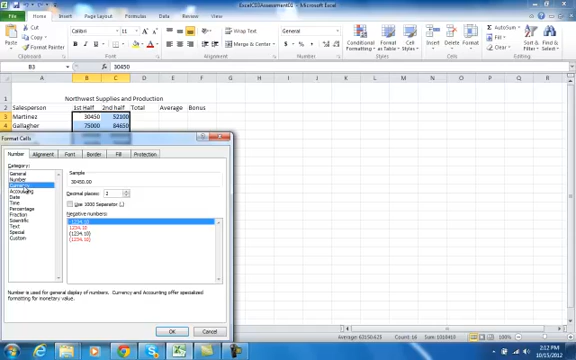 ExcelCSSAssessment02 - Microsoft Excel
File Home Insert Page Layout Formulas Data Review View
Cut
Copy
Paste
Format Painter
Calibri 11
Wrap Text
Merge & Center
General
Conditional Formatting
Format as Table
Cell Styles
Insert Delete Format
AutoSum
Fill
Clear
Sort & Filter
Find & Select
Clipboard Font Alignment Number Styles Cells Editing
B3 30450
A B C D E F G H I J K L M N O P Q R
1 Northwest Supplies and Production
2 Salesperson 1st Half 2nd half Total Average Bonus
3 Martinez 30450 52100
4 Gallagher 75000 84650
Format Cells
Number Alignment Font Border Fill Protection
Category:
General
Number
Currency
Accounting
Date
Time
Percentage
Fraction
Scientific
Text
Special
Custom
Sample
30450.00
Decimal places: 2
Use 1000 Separator (,)
Negative numbers:
-1234.10
1234.10
(1234.10)
(1234.10)
Number is used for general display of numbers. Currency and Accounting offer specialized
formatting for monetary value.
OK Cancel
Average: 63150.625 Count: 16 Sum: 1010410 100%
2:12 PM
10/15/2012